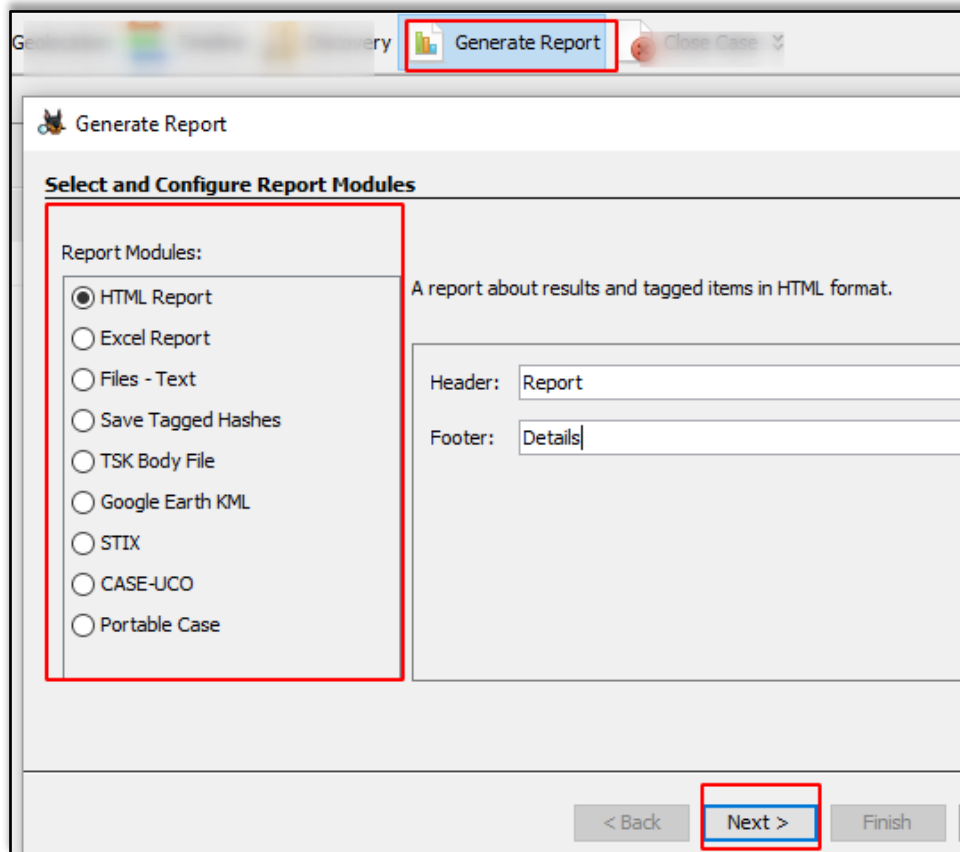 Generate Report
Close Case
Generate Report
Select and Configure Report Modules
Report Modules:
HTML Report
Excel Report
Files - Text
Save Tagged Hashes
TSK Body File
Google Earth KML
STIX
CASE-UCO
Portable Case
A report about results and tagged items in HTML format.
Header: Report
Footer: Details
< Back Next > Finish